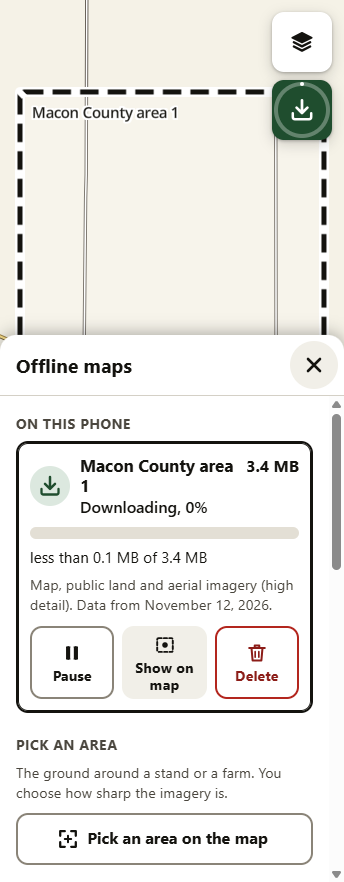 Macon County area 1
Offline maps
ON THIS PHONE
Macon County area 3.4 MB
1
Downloading, 0%
less than 0.1 MB of 3.4 MB
Map, public land and aerial imagery (high
detail). Data from November 12, 2026.
Pause
Show on
map
Delete
PICK AN AREA
The ground around a stand or a farm. You
choose how sharp the imagery is.
Pick an area on the map